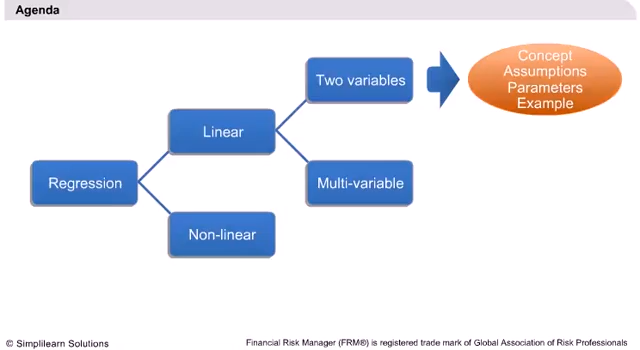 Agenda
Two variables
Concept
Assumptions
Parameters
Example
Linear
Regression
Multi-variable
Non-linear
© Simplilearn Solutions
Financial Risk Manager (FRM®) is registered trade mark of Global Association of Risk Professionals